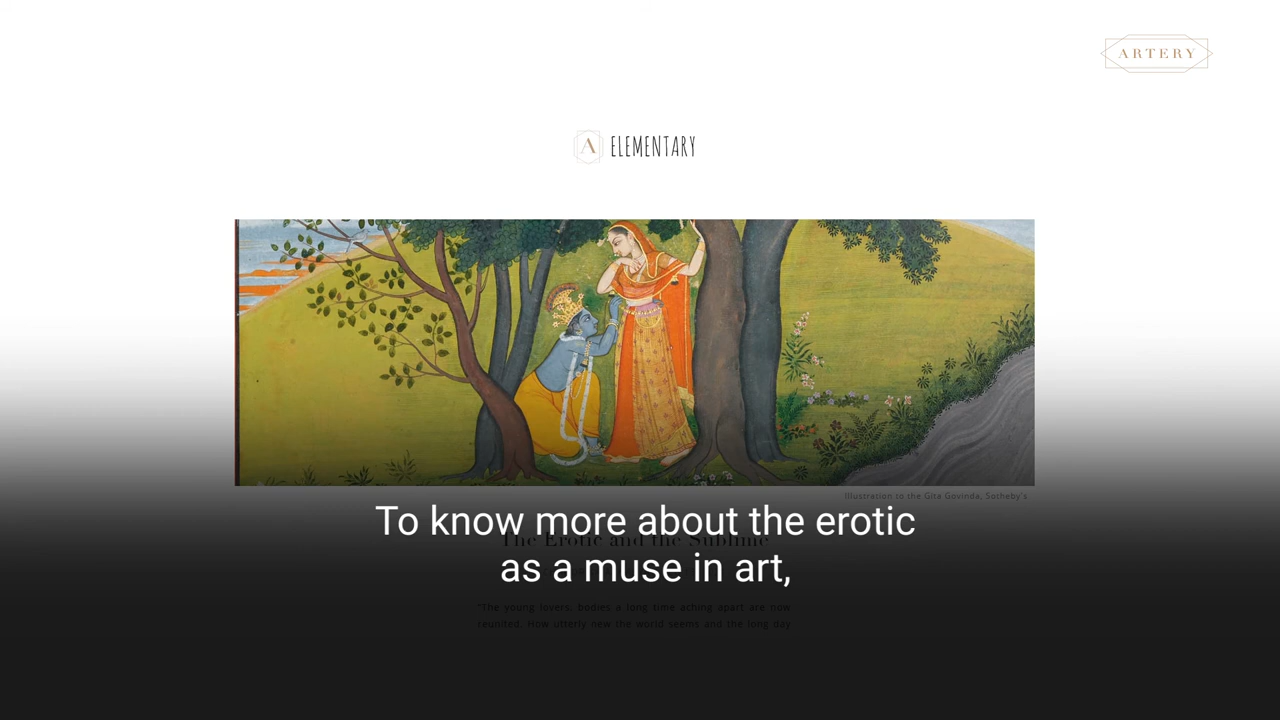 ARTERY
A ELEMENTARY
Illustration to the Gita Govinda, Sotheby's
To know more about the erotic
The Erotic and the Sublime
as a muse in art,
"The young lovers, bodies a long time aching apart are now
reunited. How utterly new the world seems and the long day